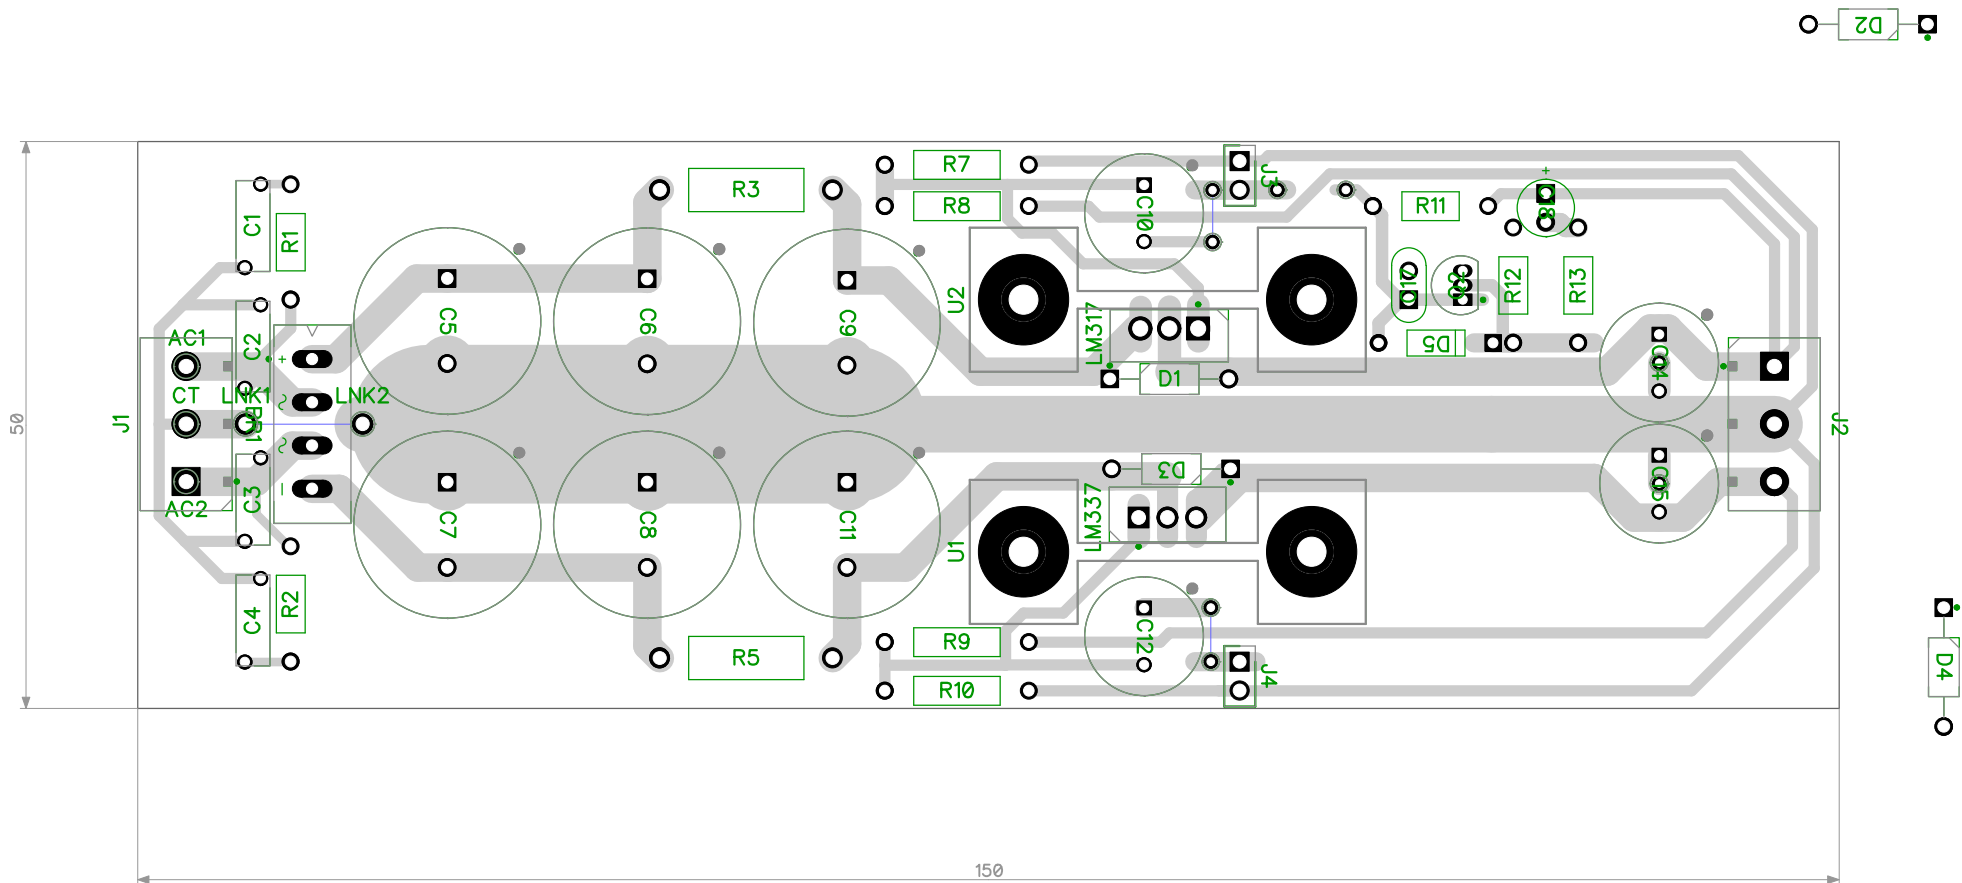 D2
R7
J3
+
R3
R8
R11
C1
R1
C10
U2
R12
R13
C5
C6
C9
LM317
AC1
C2
+
D5
D1
C14
CT
LNK1
LNK2
BR1
J1
J2
50
~
~
D3
AC2
C3
-
C7
C8
C11
U1
LM337
C15
C4
R2
R5
R9
C12
J4
R10
D4
150